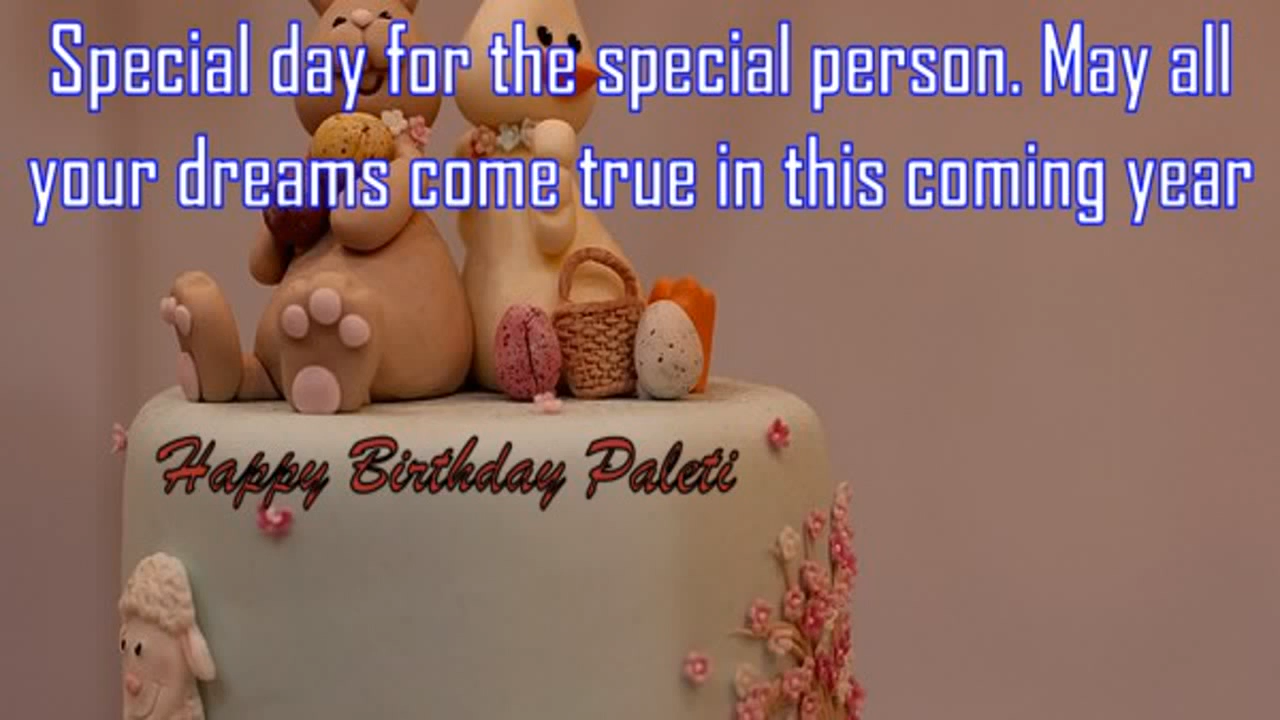 Special day for the special person. May all
your dreams come true in this coming year
Happy Birthday Paleti